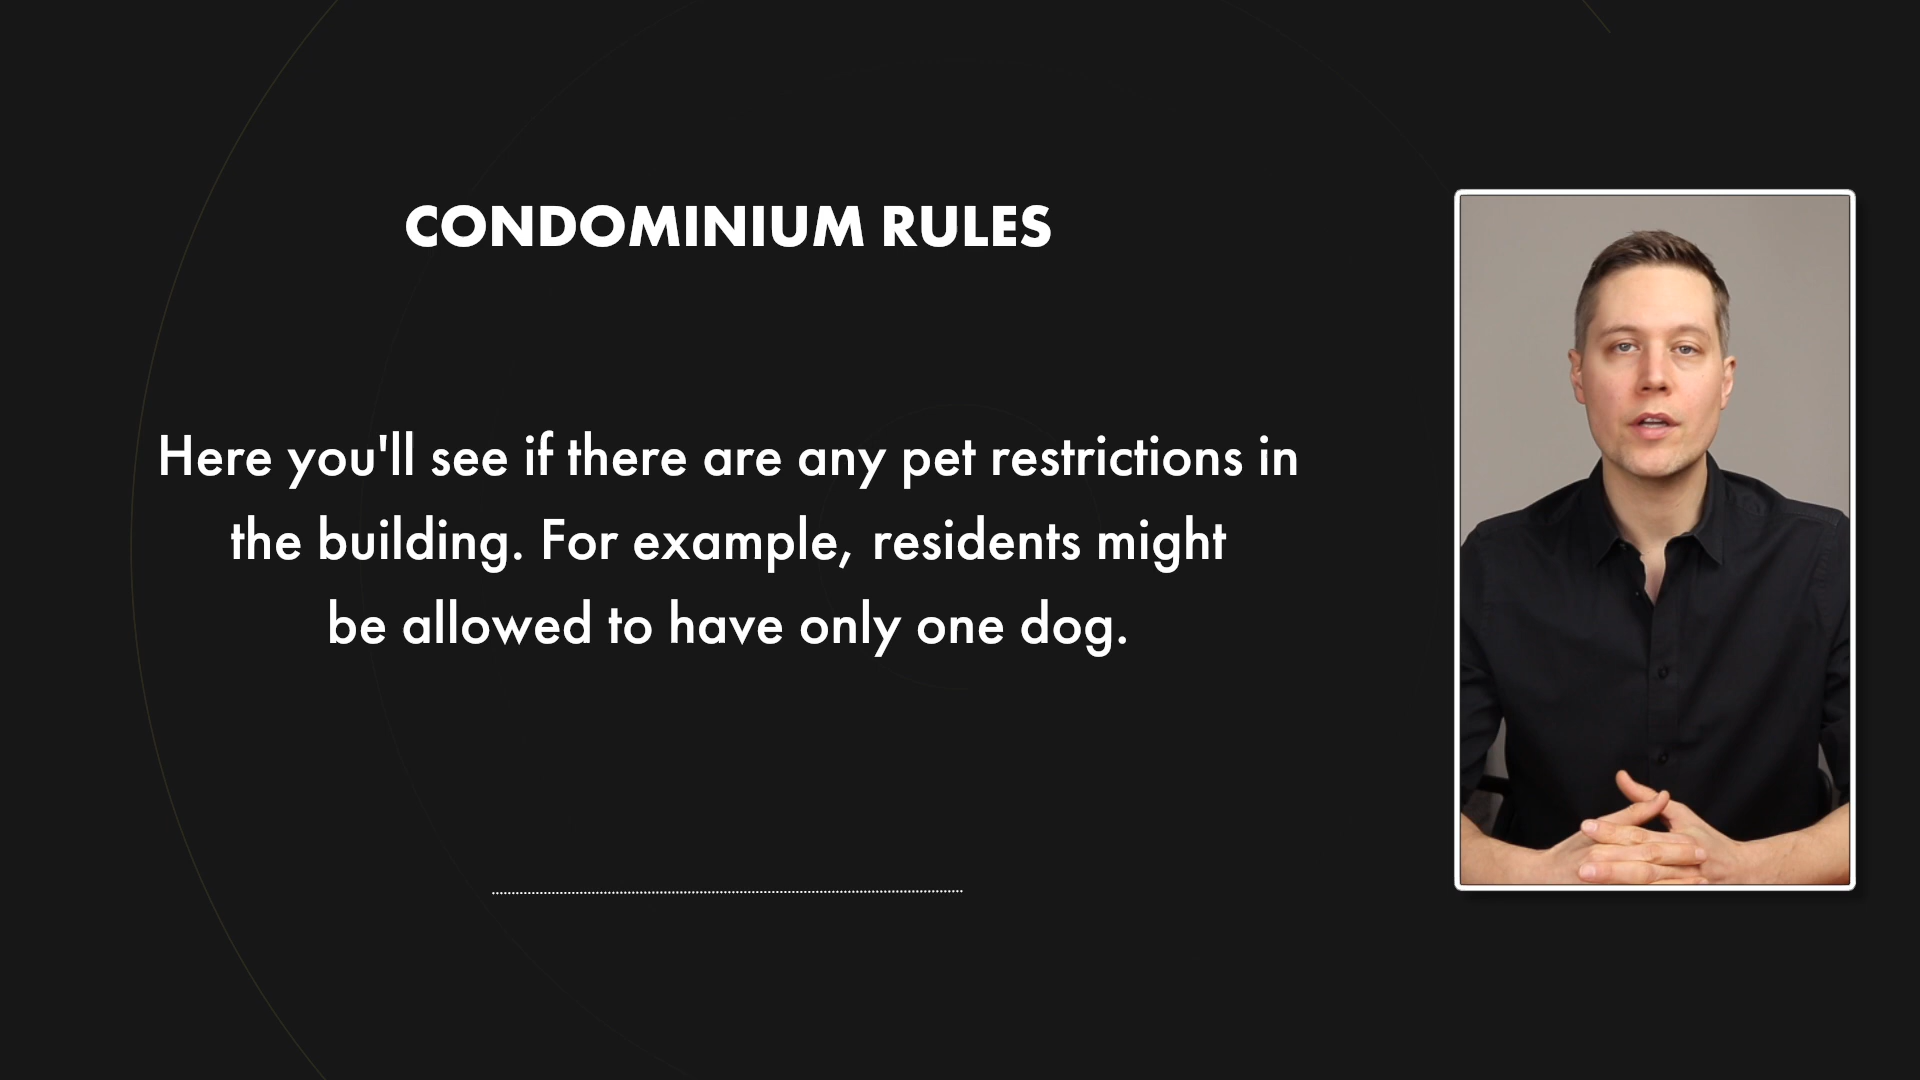 CONDOMINIUM RULES
Here you'll see if there are any pet restrictions in
the building. For example, residents might
be allowed to have only one dog.